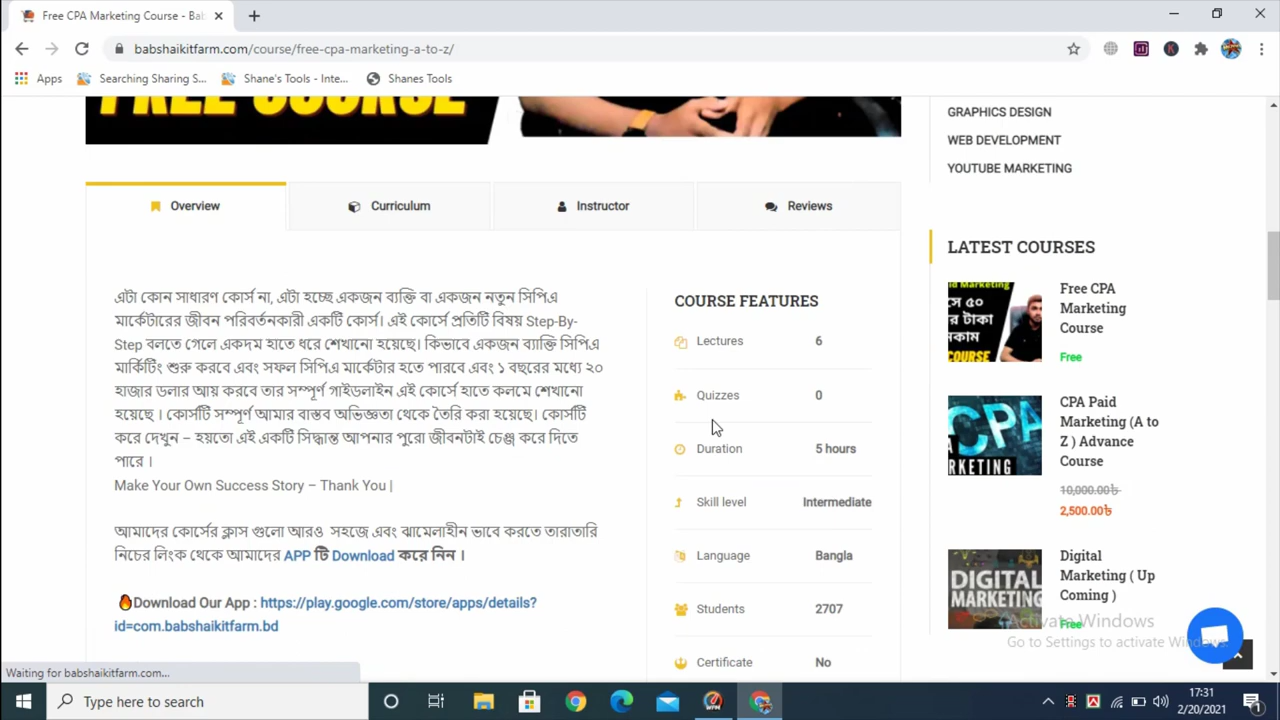 Free CPA Marketing Course - Bab
babshaikitfarm.com/course/free-cpa-marketing-a-to-z/
Apps
Searching Sharing S...
Shane's Tools - Inte...
Shanes Tools
FREE COURSE
GRAPHICS DESIGN
WEB DEVELOPMENT
YOUTUBE MARKETING
Overview
Curriculum
Instructor
Reviews
এটা কোন সাধারণ কোর্স না, এটা হচ্ছে একজন ব্যক্তি বা একজন নতুন সিপিএ
মার্কেটারের জীবন পরিবর্তনকারী একটি কোর্স। এই কোর্সে প্রতিটি বিষয় Step-By-
Step বলতে গেলে একদম হাতে ধরে শেখানো হয়েছে। কিভাবে একজন ব্যাক্তি সিপিএ
মার্কিটিং শুরু করবে এবং সফল সিপিএ মার্কেটার হতে পারবে এবং ১ বছরের মধ্যে ২০
হাজার ডলার আয় করবে তার সম্পূর্ণ গাইডলাইন এই কোর্সে হাতে কলমে শেখানো
হয়েছে । কোর্সটি সম্পূর্ণ আমার বাস্তব অভিজ্ঞতা থেকে তৈরি করা হয়েছে। কোর্সটি
করে দেখুন – হয়তো এই একটি সিদ্ধান্ত আপনার পুরো জীবনটাই চেঞ্জ করে দিতে
পারে ।
Make Your Own Success Story – Thank You |
আমাদের কোর্সের ক্লাস গুলো আরও সহজে এবং ঝামেলাহীন ভাবে করতে তারাতারি
নিচের লিংক থেকে আমাদের APP টি Download করে নিন ।
🔥Download Our App : https://play.google.com/store/apps/details?
id=com.babshaikitfarm.bd
COURSE FEATURES
Lectures 6
Quizzes 0
Duration 5 hours
Skill level Intermediate
Language Bangla
Students 2707
Certificate No
LATEST COURSES
id Marketing
সে ৫০
র টাকা
কাম
OURSE
Free CPA
Marketing
Course
Free
CPA
RKETING
CPA Paid
Marketing (A to
Z ) Advance
Course
10,000.00৳
2,500.00৳
DIGITAL
MARKETING
Digital
Marketing ( Up
Coming )
Free
Activate Windows
Go to Settings to activate Windows.
Waiting for babshaikitfarm.com...
Type here to search
17:31
2/20/2021
1